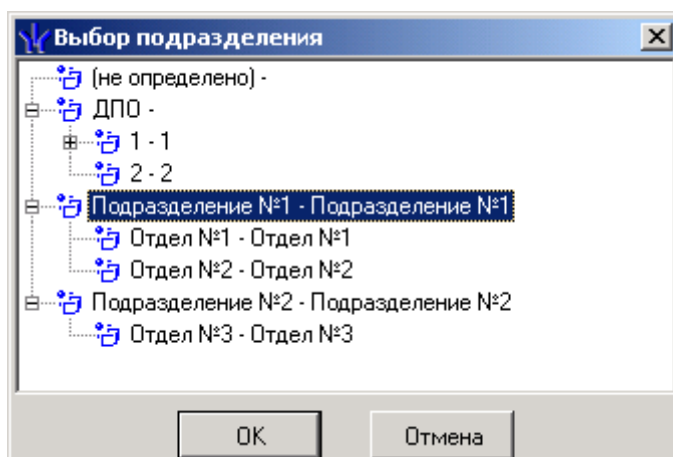 Выбор подразделения
(не определено) -
ДПО -
1 - 1
2 - 2
Подразделение №1 - Подразделение №1
Отдел №1 - Отдел №1
Отдел №2 - Отдел №2
Подразделение №2 - Подразделение №2
Отдел №3 - Отдел №3
OK Отмена